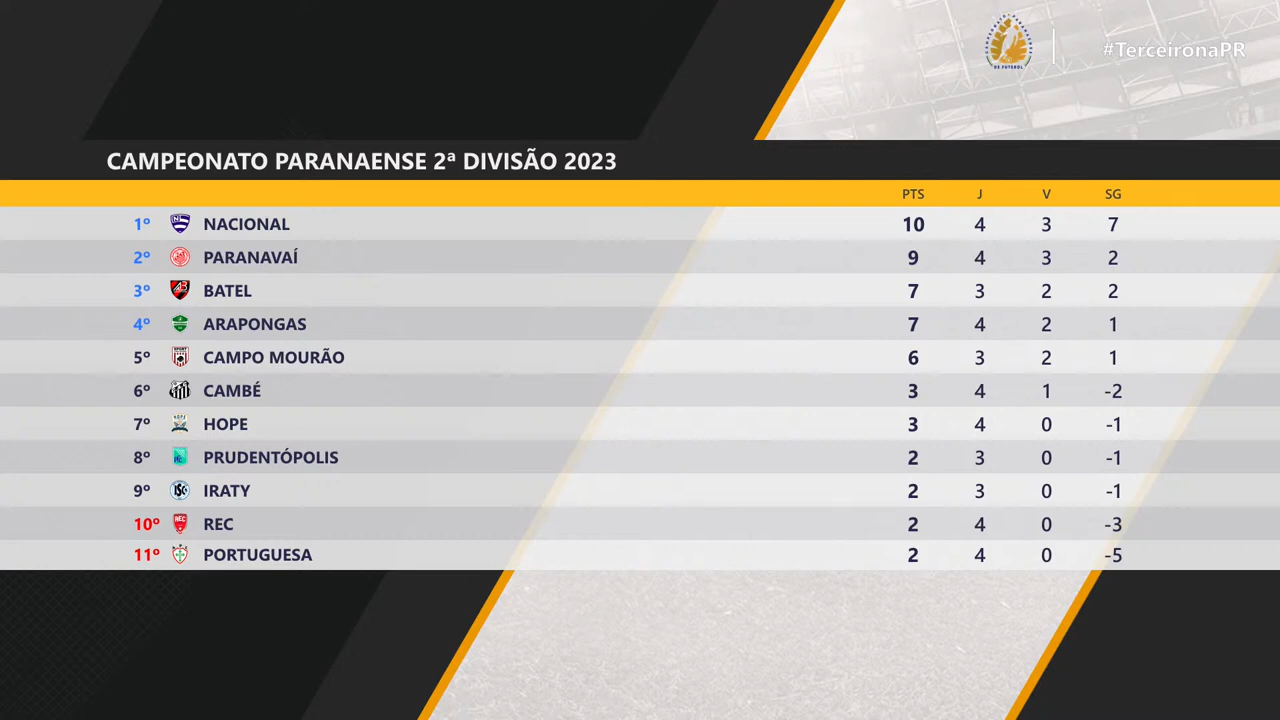 #TerceironaPR
DE FUTEBOL
CAMPEONATO PARANAENSE 2ª DIVISÃO 2023
PTS J V SG
1º NACIONAL 10 4 3 7
2º PARANAVAÍ 9 4 3 2
3º BATEL 7 3 2 2
4º ARAPONGAS 7 4 2 1
5º CAMPO MOURÃO 6 3 2 1
6º CAMBÉ 3 4 1 -2
7º HOPE 3 4 0 -1
8º PRUDENTÓPOLIS 2 3 0 -1
9º IRATY 2 3 0 -1
10º REC 2 4 0 -3
11º PORTUGUESA 2 4 0 -5